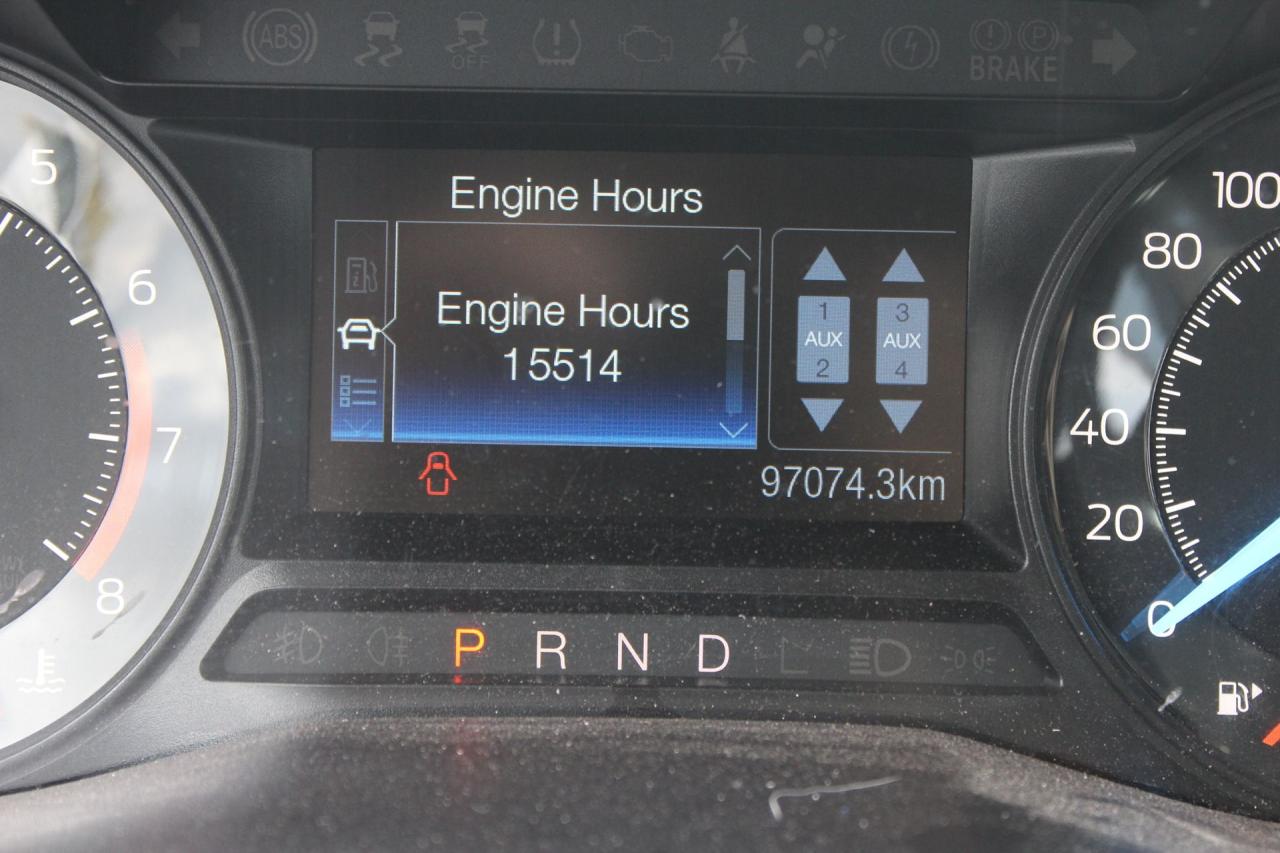 ABS
OFF
BRAKE
Engine Hours
Engine Hours
15514
1
AUX
2
3
AUX
4
97074.3km
5
6
7
8
100
80
60
40
20
0
P R N D L